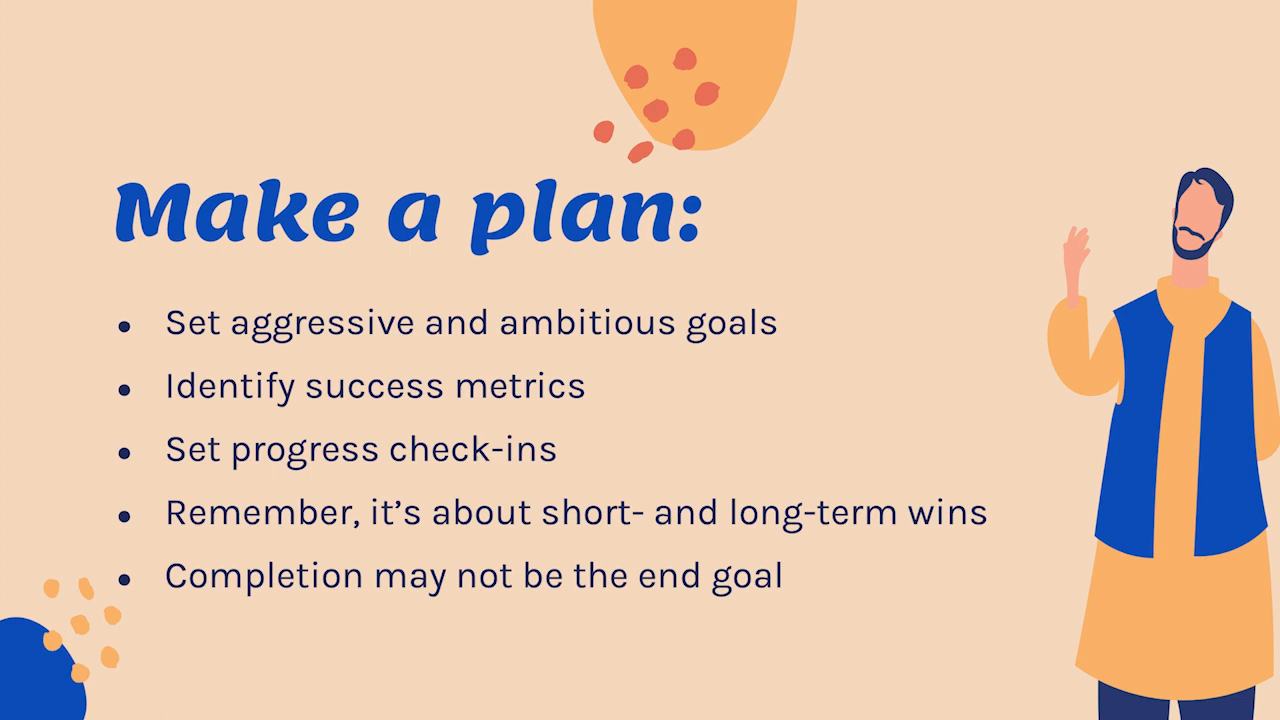 Make a plan:
• Set aggressive and ambitious goals
• Identify success metrics
• Set progress check-ins
• Remember, it’s about short- and long-term wins
• Completion may not be the end goal